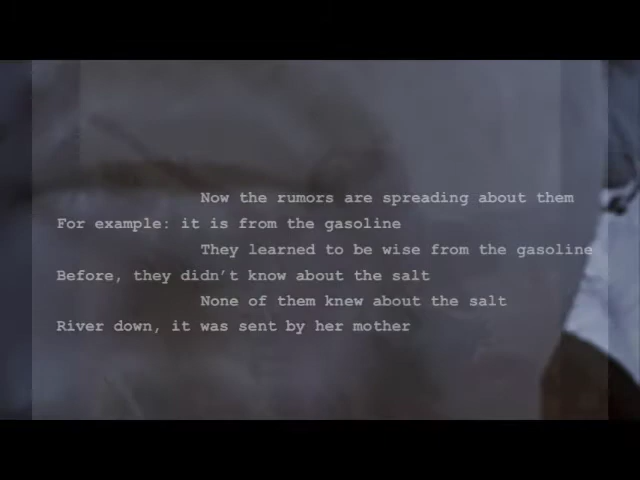 Now the rumors are spreading about them
For example: it is from the gasoline
They learned to be wise from the gasoline
Before, they didn't know about the salt
None of them knew about the salt
River down, it was sent by her mother